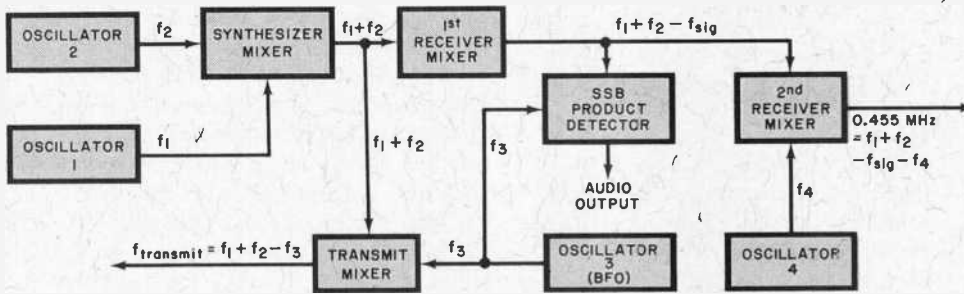 OSCILLATOR
2
f2
SYNTHESIZER
MIXER
f1+f2
1st
RECEIVER
MIXER
f1+f2-fsig
OSCILLATOR
1
f1
f1+f2
f3
SSB
PRODUCT
DETECTOR
2nd
RECEIVER
MIXER
0.455 MHz
=f1+f2
-fsig-f4
AUDIO
OUTPUT
f4
ftransmit=f1+f2-f3
TRANSMIT
MIXER
f3
OSCILLATOR
3
(BFO)
OSCILLATOR
4